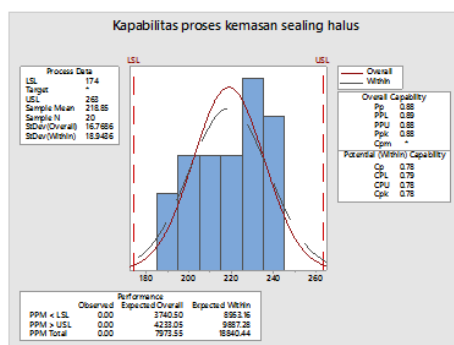 Kapabilitas proses kemasan sealing halus
LSL USL
Process Data
LSL 174
Target *
USL 263
Sample Mean 218.85
Sample N 20
StDev(Overall) 16.7686
StDev(Within) 18.9436
Overall
Within
Overall Capability
Pp 0.88
PPL 0.89
PPU 0.88
Ppk 0.88
Cpm *
Potential (Within) Capability
Cp 0.78
CPL 0.79
CPU 0.78
Cpk 0.78
180 200 220 240 260
Performance
Observed Expected Overall Expected Within
PPM < LSL 0.00 3740.50 8953.16
PPM > USL 0.00 4233.05 9887.28
PPM Total 0.00 7973.55 18840.44